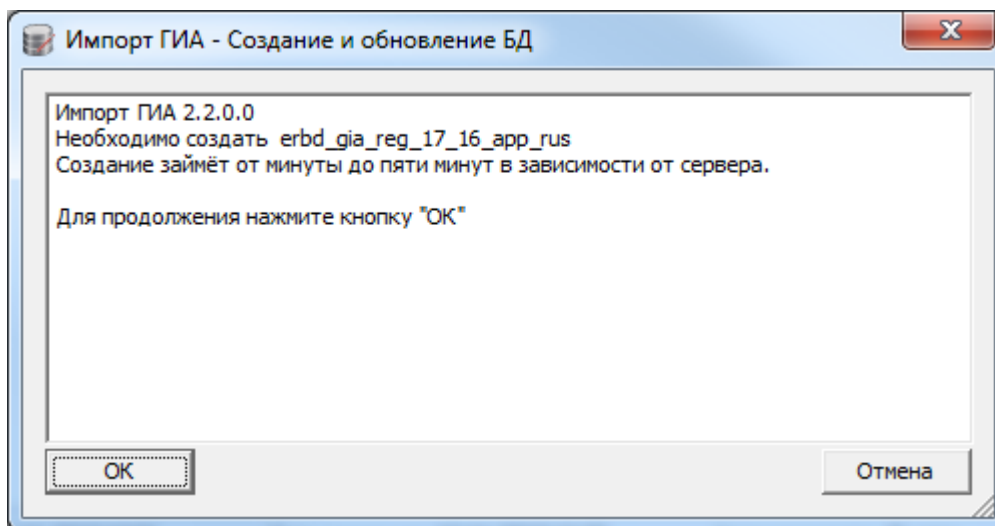 Импорт ГИА - Создание и обновление БД
Импорт ГИА 2.2.0.0
Необходимо создать  erbd_gia_reg_17_16_app_rus
Создание займёт от минуты до пяти минут в зависимости от сервера.
Для продолжения нажмите кнопку "ОК"
ОК
Отмена